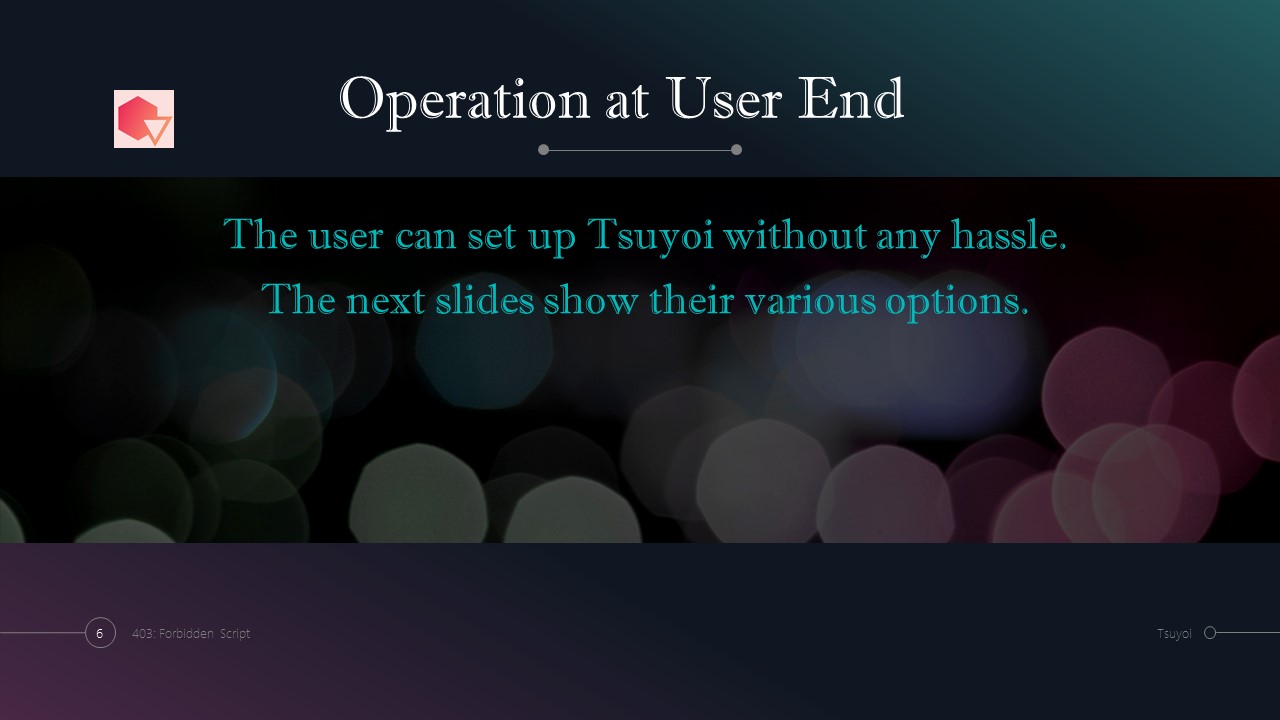 Operation at User End
The user can set up Tsuyoi without any hassle.
The next slides show their various options.
6
403: Forbidden Script
Tsuyoi